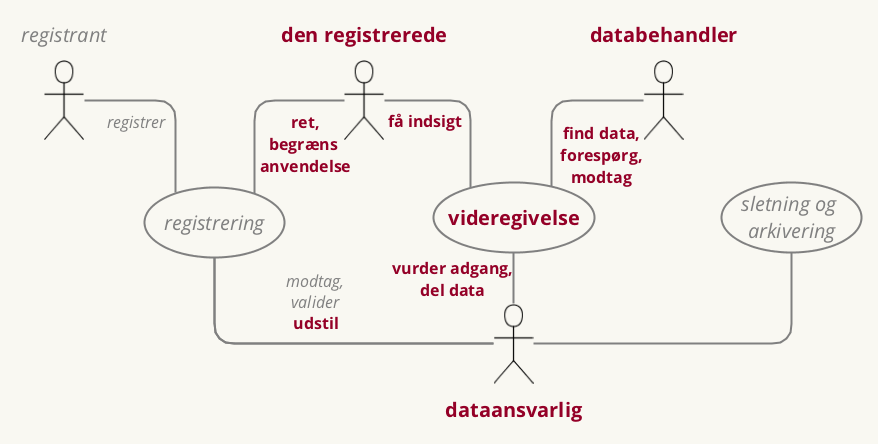 registrant
den registrerede
databehandler
registrer
ret,
begræns
anvendelse
få indsigt
find data,
forespørg,
modtag
registrering
videregivelse
sletning og
arkivering
modtag,
valider
udstil
vurder adgang,
del data
dataansvarlig